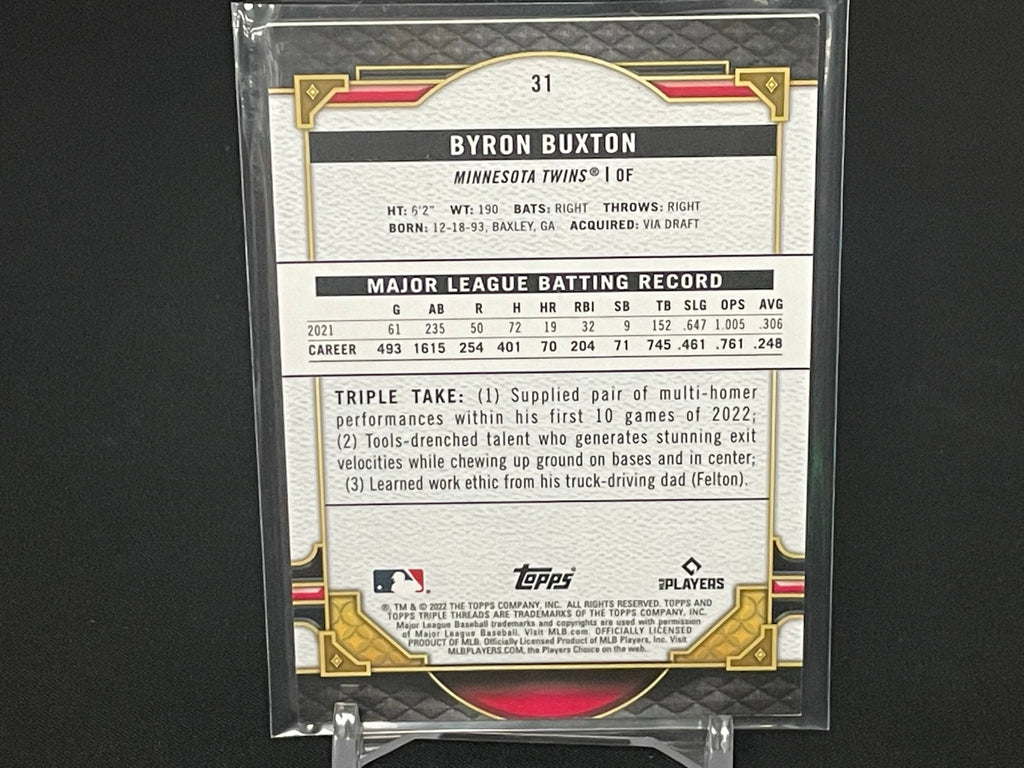 31
BYRON BUXTON
MINNESOTA TWINS® | OF
HT: 6'2" WT: 190 BATS: RIGHT THROWS: RIGHT
BORN: 12-18-93, BAXLEY, GA ACQUIRED: VIA DRAFT
MAJOR LEAGUE BATTING RECORD
G AB R H HR RBI SB TB SLG OPS AVG
2021 61 235 50 72 19 32 9 152 .647 1.005 .306
CAREER 493 1615 254 401 70 204 71 745 .461 .761 .248
TRIPLE TAKE: (1) Supplied pair of multi-homer
performances within his first 10 games of 2022;
(2) Tools-drenched talent who generates stunning exit
velocities while chewing up ground on bases and in center;
(3) Learned work ethic from his truck-driving dad (Felton).
Topps® MLB PLAYERS
®, TM & © 2022 THE TOPPS COMPANY, INC. ALL RIGHTS RESERVED. TOPPS AND
TOPPS TRIPLE THREADS ARE TRADEMARKS OF THE TOPPS COMPANY, INC.
Major League Baseball trademarks and copyrights are used with permission
of Major League Baseball. Visit MLB.com. OFFICIALLY LICENSED
PRODUCT OF MLB. Officially Licensed Product of MLB Players, Inc. Visit
MLBPLAYERS.COM, the Players Choice on the web.